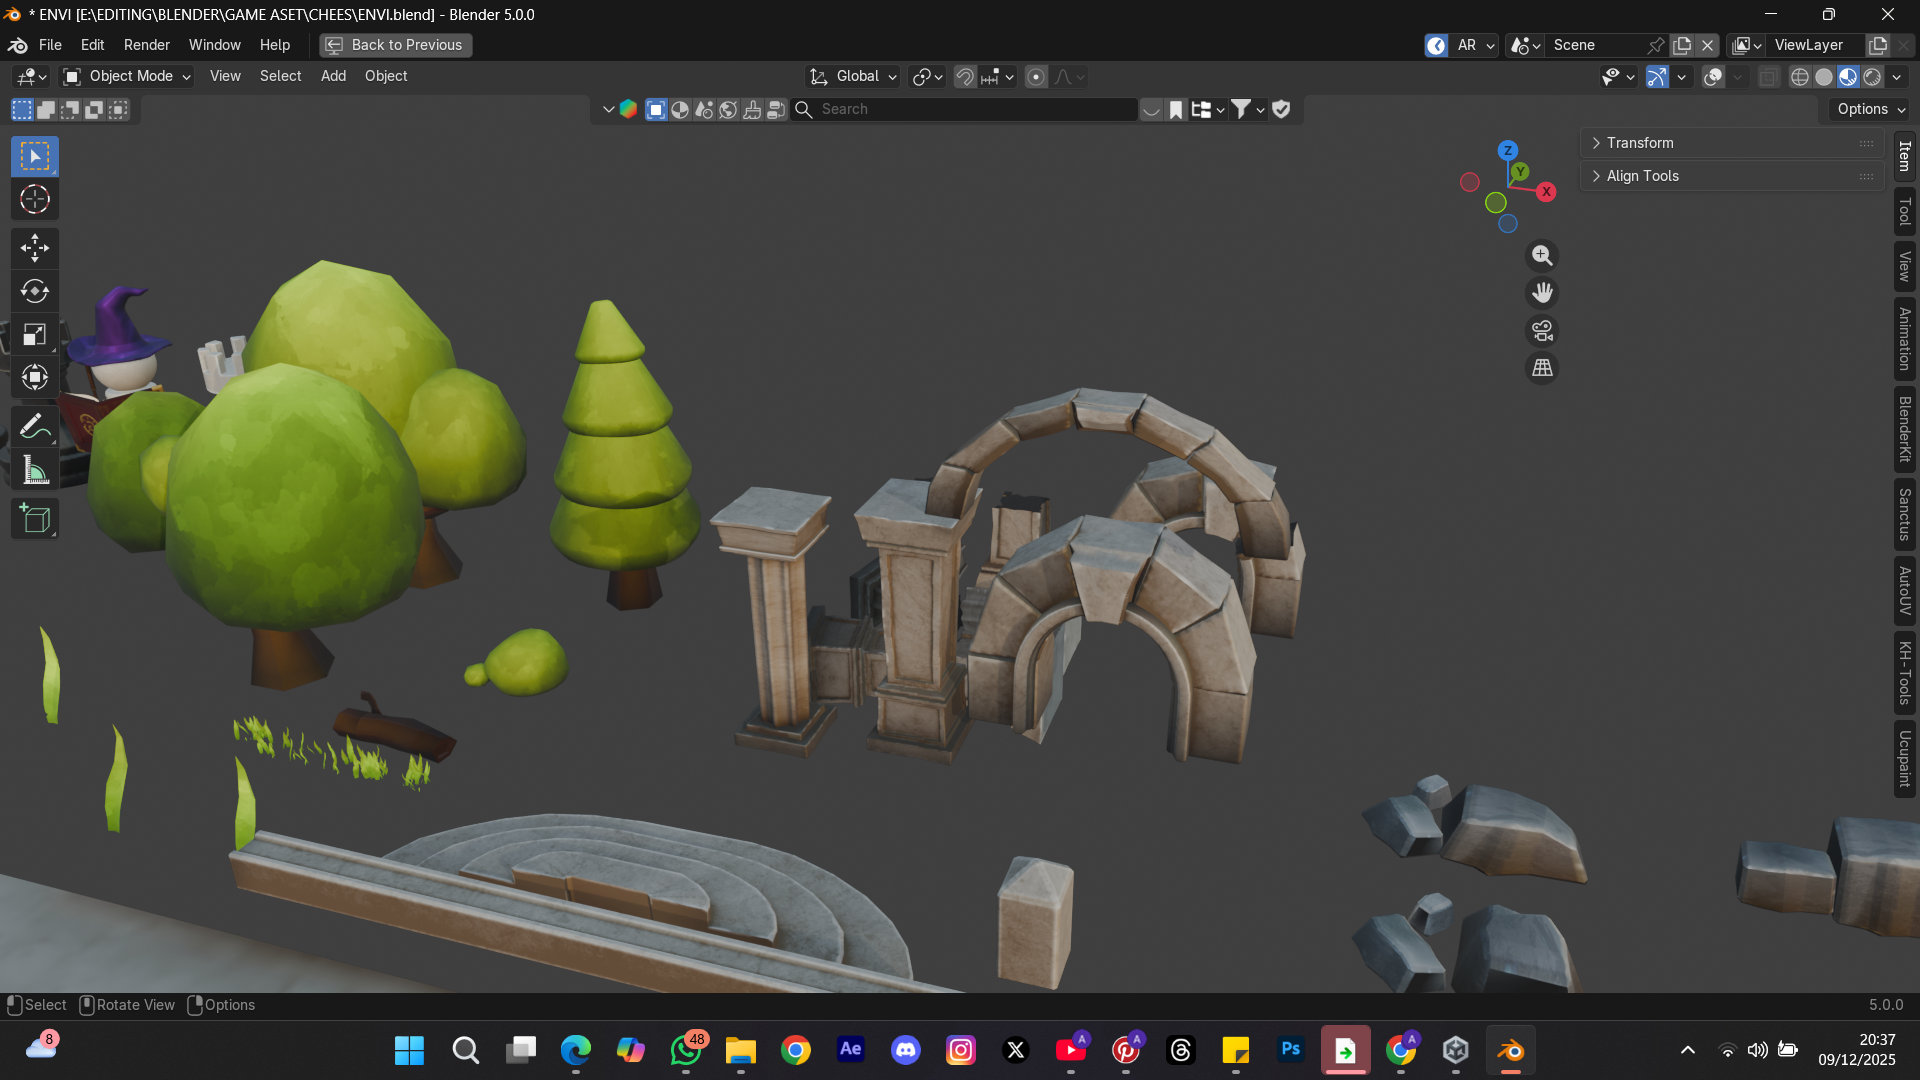 * ENVI [E:\EDITING\BLENDER\GAME ASET\CHEES\ENVI.blend] - Blender 5.0.0
File Edit Render Window Help Back to Previous AR Scene ViewLayer
Object Mode View Select Add Object Global
Search Options
Z
Y
X
Transform
Align Tools
Item
Tool
View
Animation
BlenderKit
Sanctus
AutoUV
KH-Tools
Ucupaint
Select Rotate View Options 5.0.0
8
48
Ae
A
A
Ps
A
20:37
09/12/2025